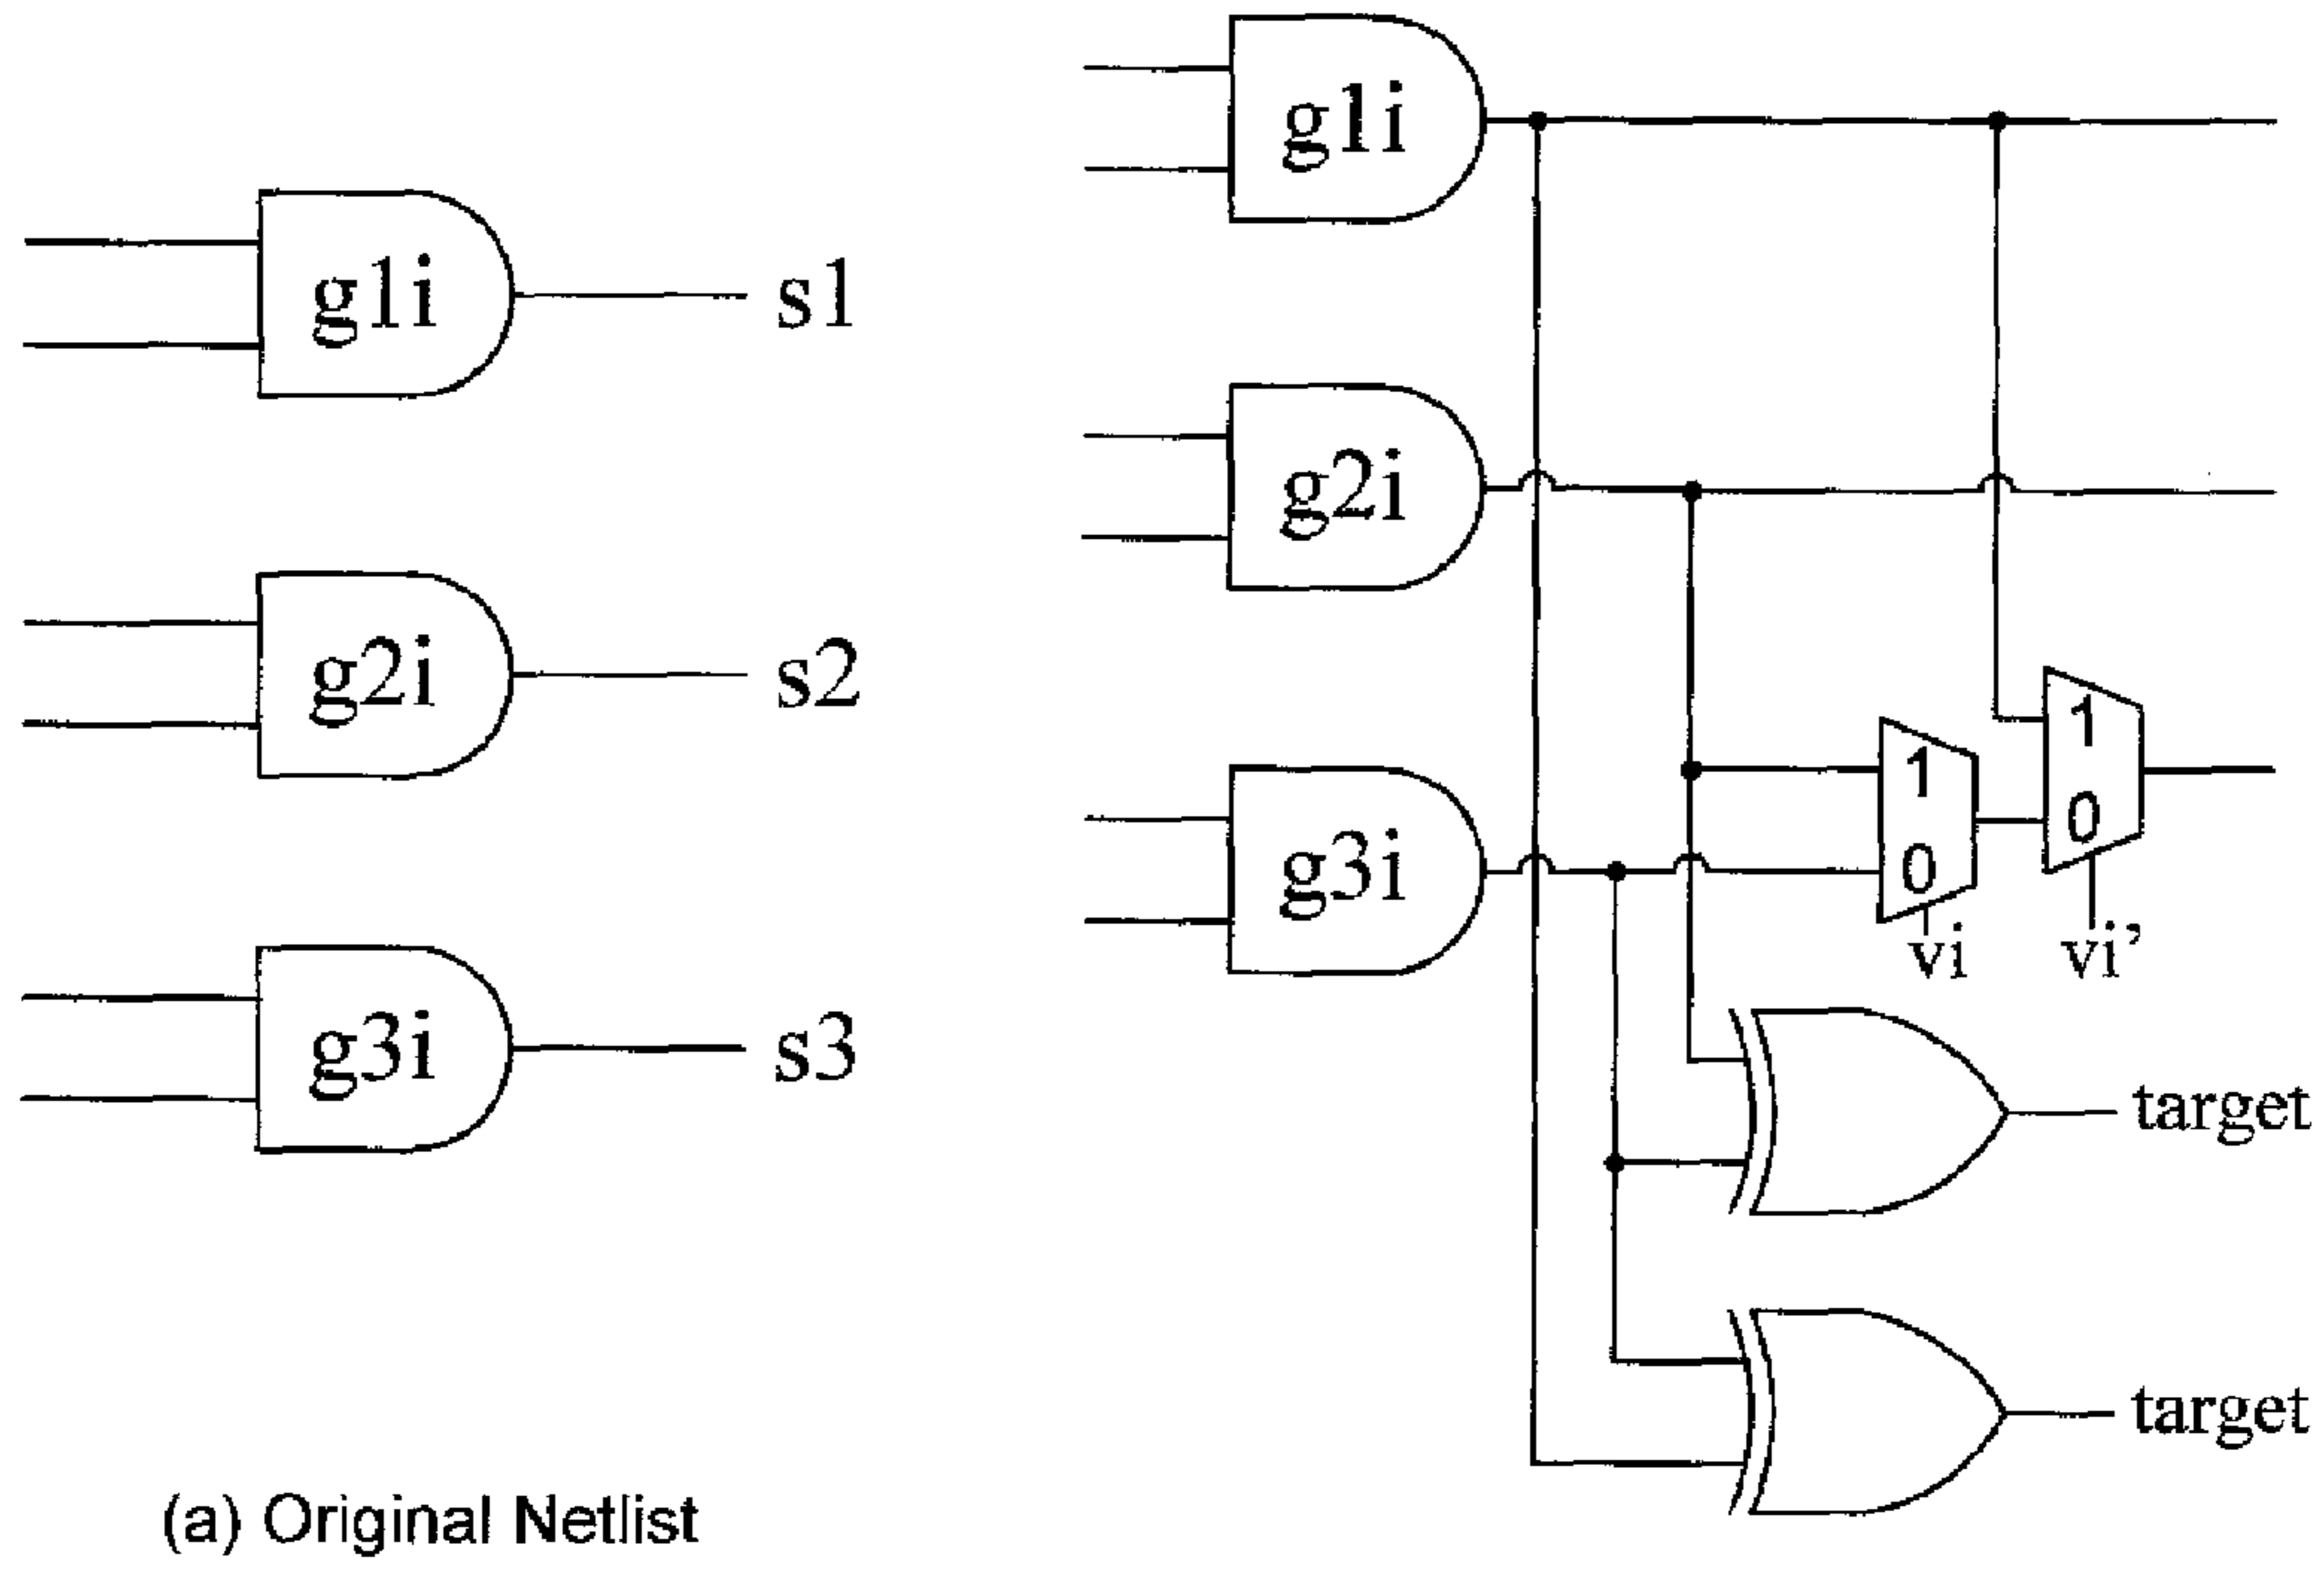 g1i
s1
g2i
s2
g3i
s3
(a) Original Netlist
g1i
g2i
g3i
1
0
vi
1
0
vi’
target
target